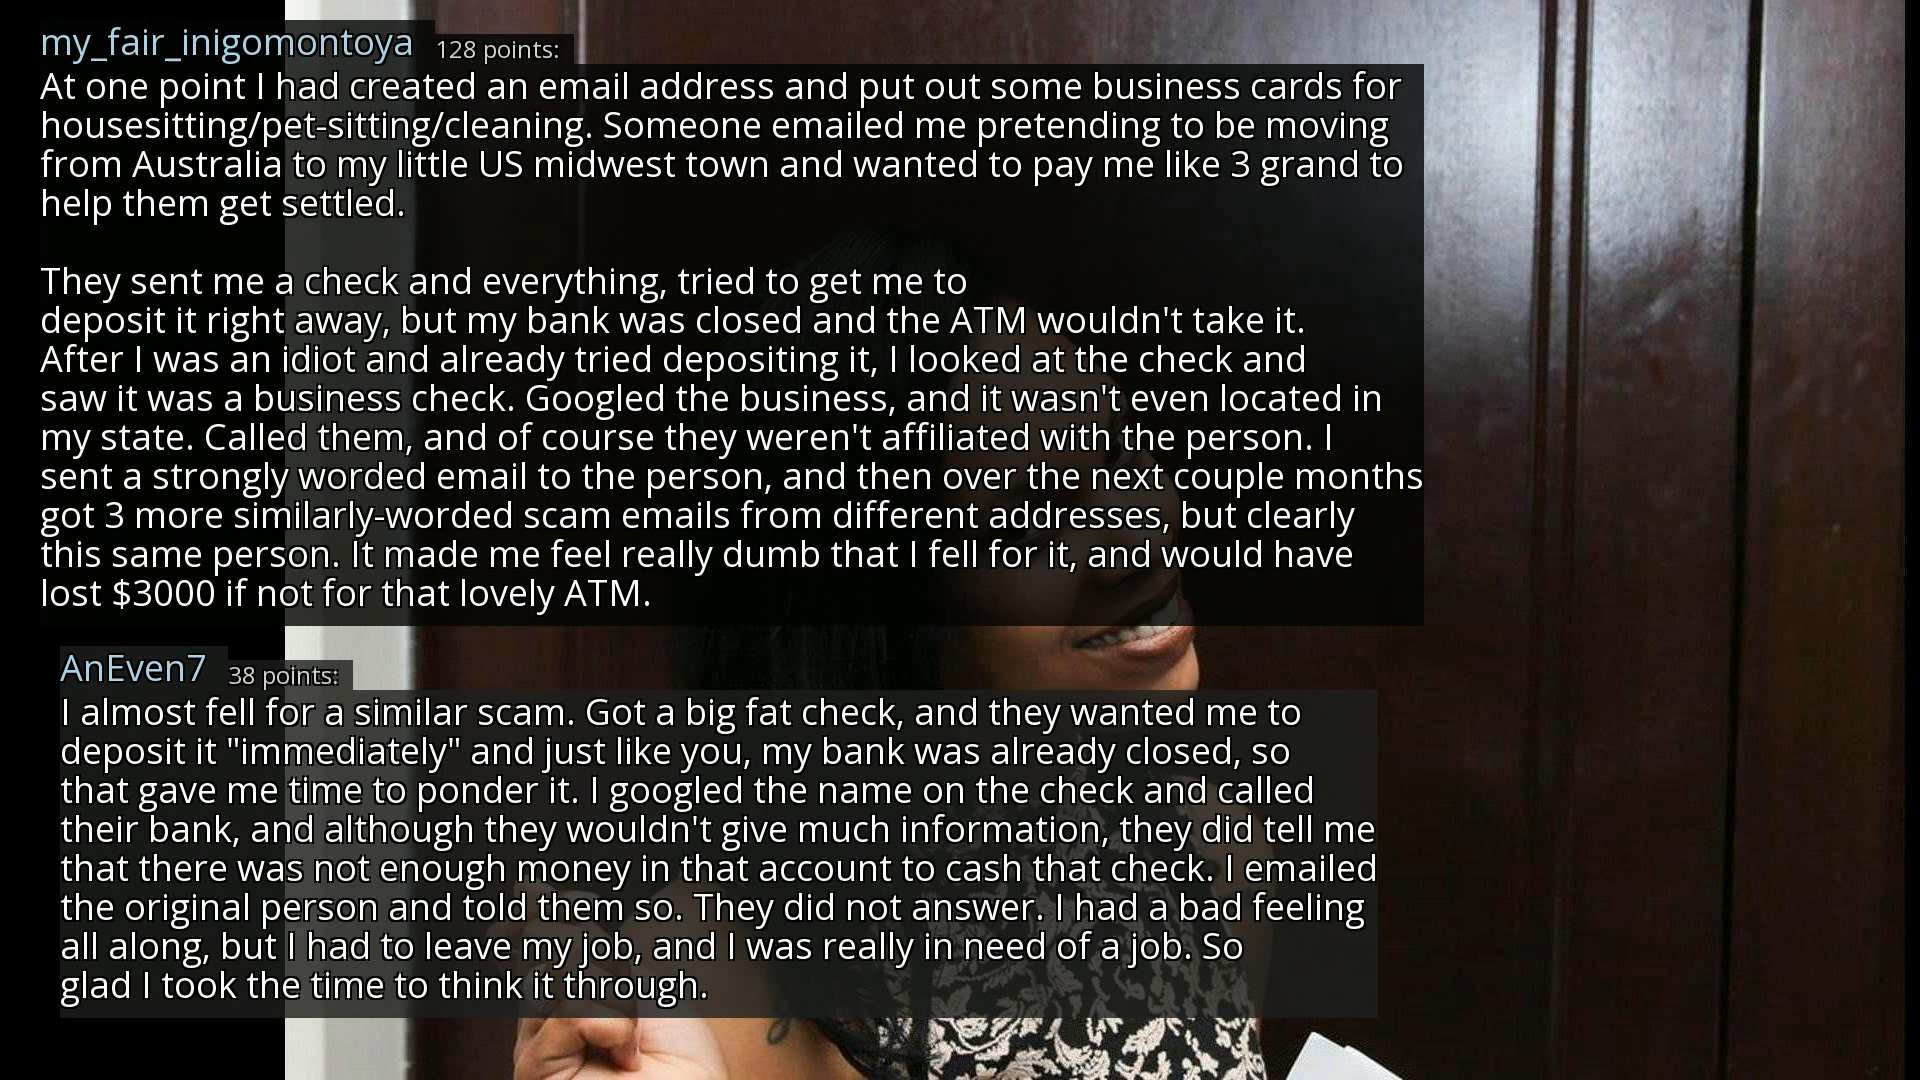 my_fair_inigomontoya 128 points:
At one point I had created an email address and put out some business cards for
housesitting/pet-sitting/cleaning. Someone emailed me pretending to be moving
from Australia to my little US midwest town and wanted to pay me like 3 grand to
help them get settled.
They sent me a check and everything, tried to get me to
deposit it right away, but my bank was closed and the ATM wouldn't take it.
After I was an idiot and already tried depositing it, I looked at the check and
saw it was a business check. Googled the business, and it wasn't even located in
my state. Called them, and of course they weren't affiliated with the person. I
sent a strongly worded email to the person, and then over the next couple months
got 3 more similarly-worded scam emails from different addresses, but clearly
this same person. It made me feel really dumb that I fell for it, and would have
lost $3000 if not for that lovely ATM.
AnEven7 38 points:
I almost fell for a similar scam. Got a big fat check, and they wanted me to
deposit it "immediately" and just like you, my bank was already closed, so
that gave me time to ponder it. I googled the name on the check and called
their bank, and although they wouldn't give much information, they did tell me
that there was not enough money in that account to cash that check. I emailed
the original person and told them so. They did not answer. I had a bad feeling
all along, but I had to leave my job, and I was really in need of a job. So
glad I took the time to think it through.